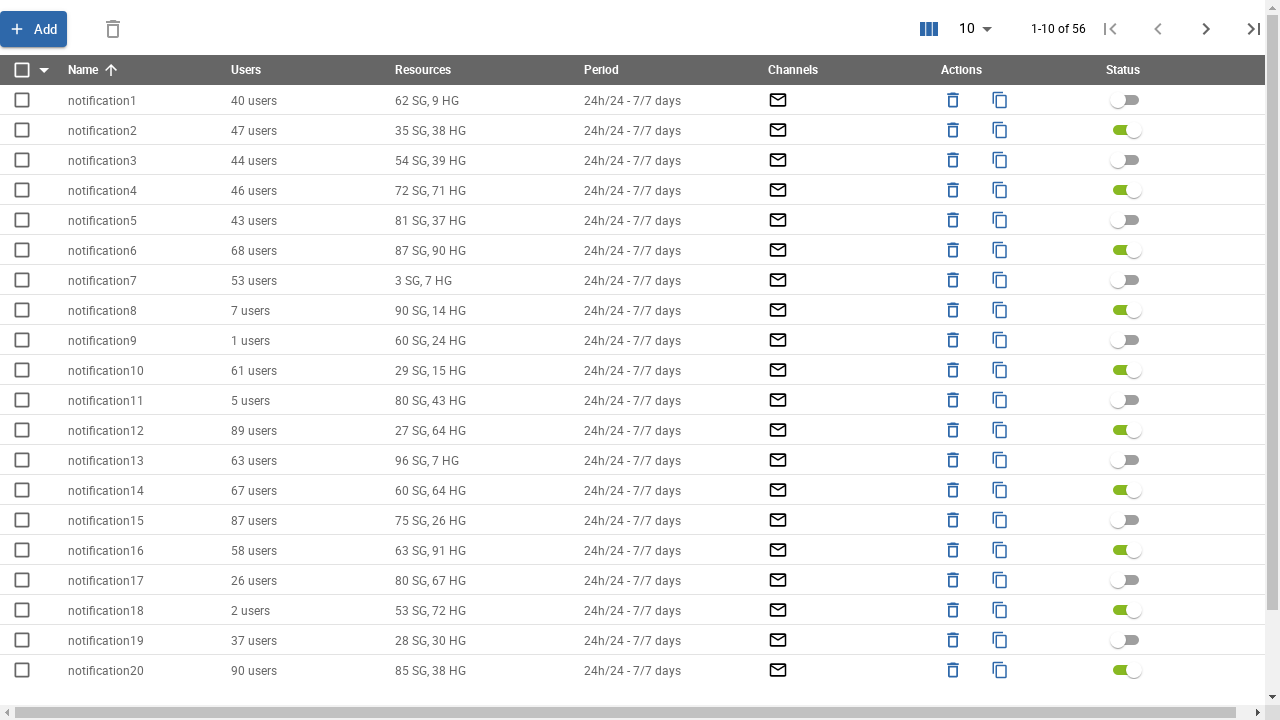 Add 10 1-10 of 56
Name Users Resources Period Channels Actions Status
notification1 40 users 62 SG, 9 HG 24h/24 - 7/7 days
notification2 47 users 35 SG, 38 HG 24h/24 - 7/7 days
notification3 44 users 54 SG, 39 HG 24h/24 - 7/7 days
notification4 46 users 72 SG, 71 HG 24h/24 - 7/7 days
notification5 43 users 81 SG, 37 HG 24h/24 - 7/7 days
notification6 68 users 87 SG, 90 HG 24h/24 - 7/7 days
notification7 53 users 3 SG, 7 HG 24h/24 - 7/7 days
notification8 7 users 90 SG, 14 HG 24h/24 - 7/7 days
notification9 1 users 60 SG, 24 HG 24h/24 - 7/7 days
notification10 61 users 29 SG, 15 HG 24h/24 - 7/7 days
notification11 5 users 80 SG, 43 HG 24h/24 - 7/7 days
notification12 89 users 27 SG, 64 HG 24h/24 - 7/7 days
notification13 63 users 96 SG, 7 HG 24h/24 - 7/7 days
notification14 67 users 60 SG, 64 HG 24h/24 - 7/7 days
notification15 87 users 75 SG, 26 HG 24h/24 - 7/7 days
notification16 58 users 63 SG, 91 HG 24h/24 - 7/7 days
notification17 26 users 80 SG, 67 HG 24h/24 - 7/7 days
notification18 2 users 53 SG, 72 HG 24h/24 - 7/7 days
notification19 37 users 28 SG, 30 HG 24h/24 - 7/7 days
notification20 90 users 85 SG, 38 HG 24h/24 - 7/7 days